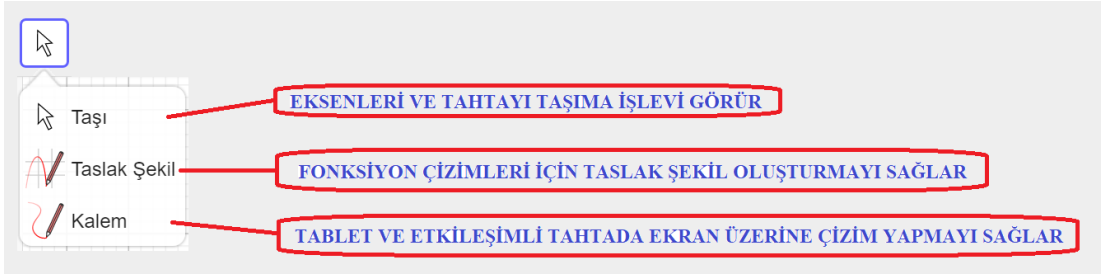 Taşı
EKSENLERİ VE TAHTAYI TAŞIMA İŞLEVİ GÖRÜR
Taslak Şekil
FONKSİYON ÇİZİMLERİ İÇİN TASLAK ŞEKİL OLUŞTURMAYI SAĞLAR
Kalem
TABLET VE ETKİLEŞİMLİ TAHTADA EKRAN ÜZERİNE ÇİZİM YAPMAYI SAĞLAR